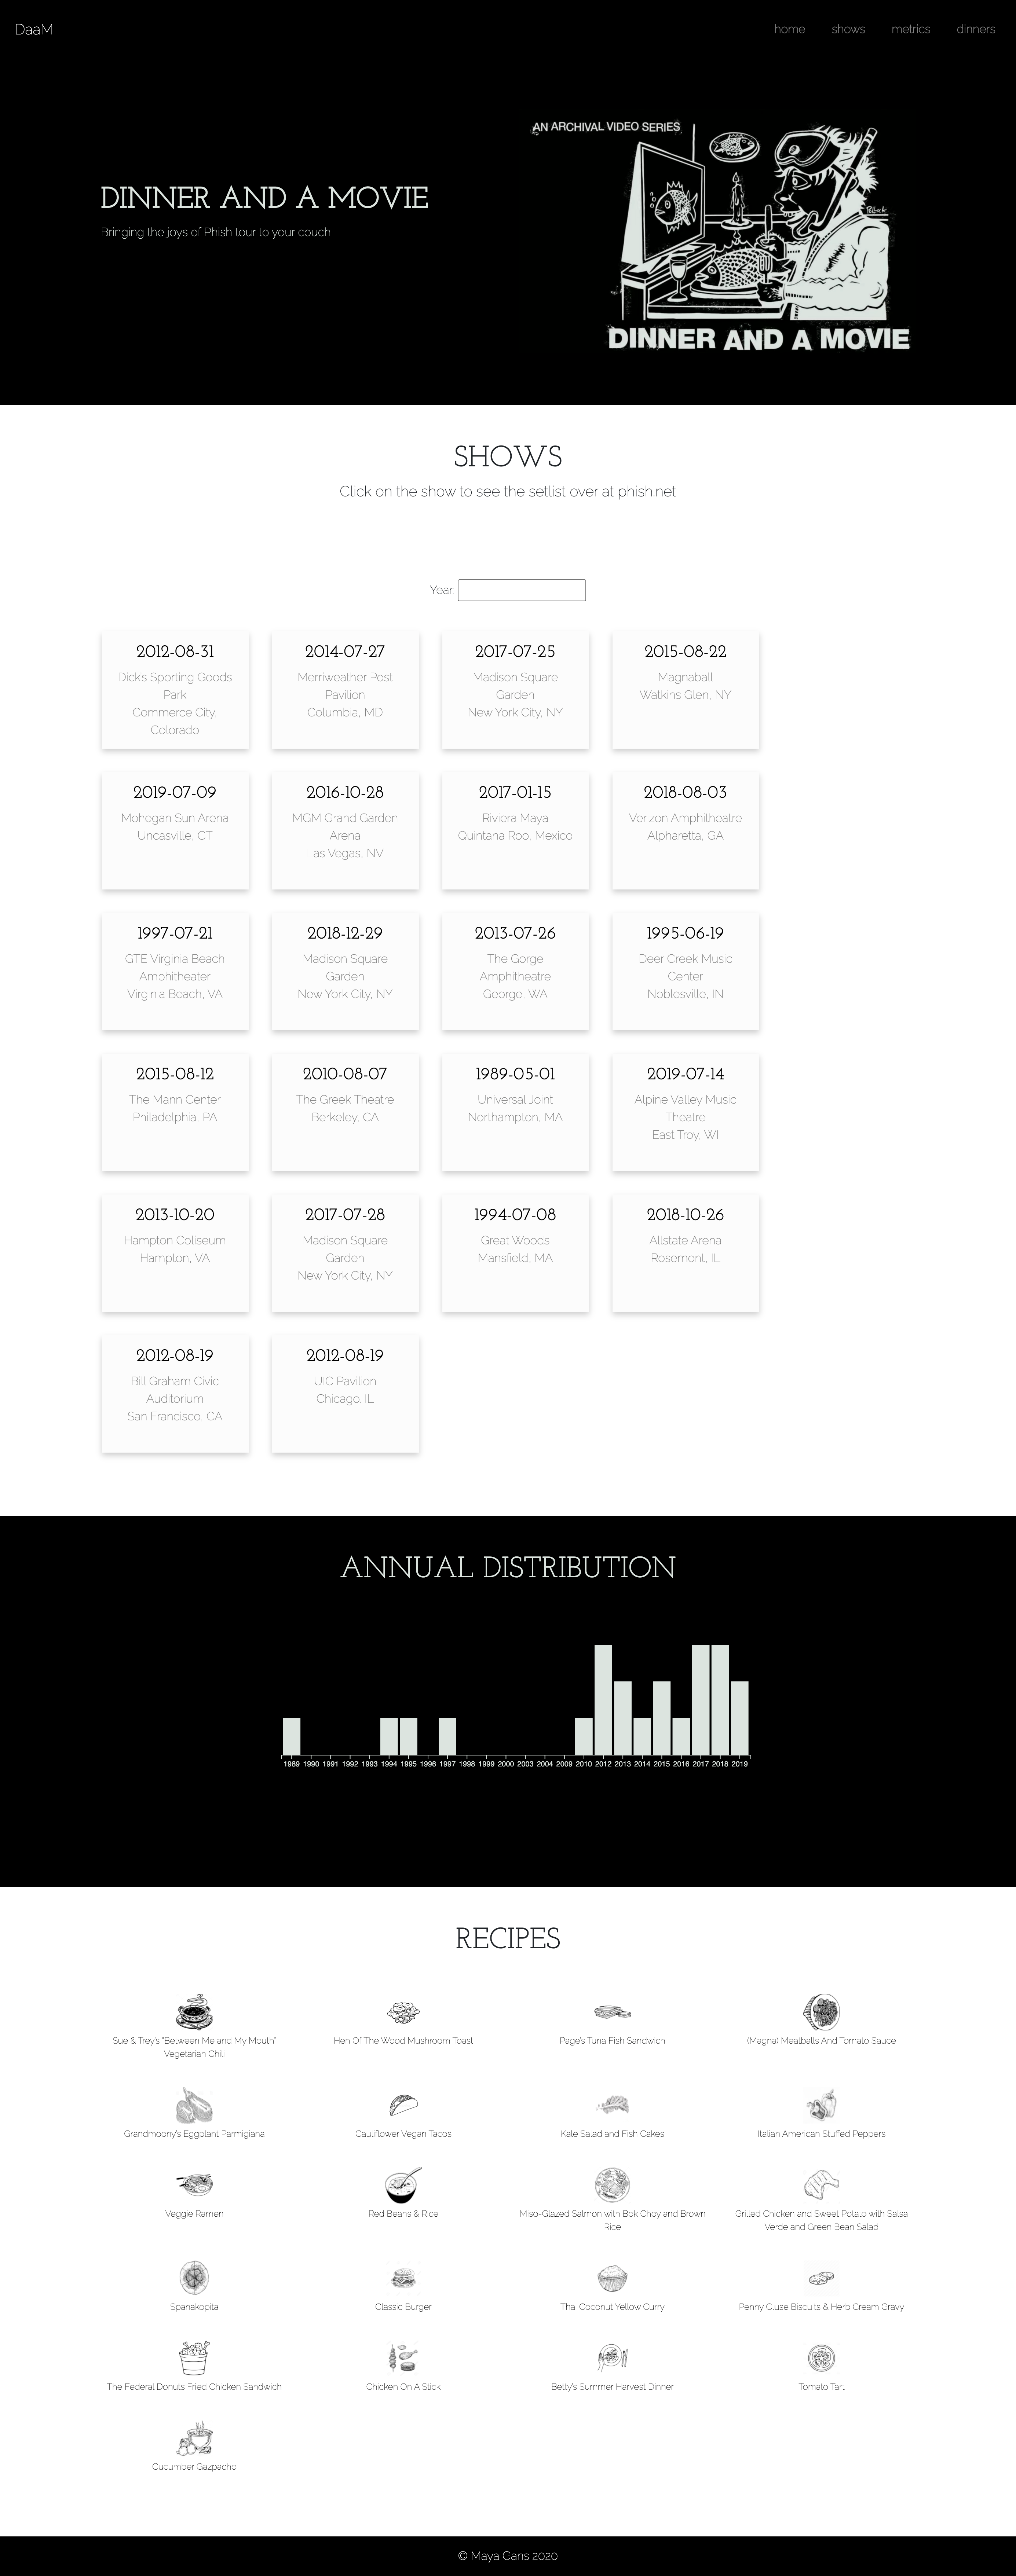 DaaM
home shows metrics dinners
AN ARCHIVAL VIDEO SERIES
DINNER AND A MOVIE
Bringing the joys of Phish tour to your couch
DINNER AND A MOVIE
SHOWS
Click on the show to see the setlist over at phish.net
Year:
2012-08-31
Dick's Sporting Goods
Park
Commerce City,
Colorado
2014-07-27
Merriweather Post
Pavilion
Columbia, MD
2017-07-25
Madison Square
Garden
New York City, NY
2015-08-22
Magnaball
Watkins Glen, NY
2019-07-09
Mohegan Sun Arena
Uncasville, CT
2016-10-28
MGM Grand Garden
Arena
Las Vegas, NV
2017-01-15
Riviera Maya
Quintana Roo, Mexico
2018-08-03
Verizon Amphitheatre
Alpharetta, GA
1997-07-21
GTE Virginia Beach
Amphitheater
Virginia Beach, VA
2018-12-29
Madison Square
Garden
New York City, NY
2013-07-26
The Gorge
Amphitheatre
George, WA
1995-06-19
Deer Creek Music
Center
Noblesville, IN
2015-08-12
The Mann Center
Philadelphia, PA
2010-08-07
The Greek Theatre
Berkeley, CA
1989-05-01
Universal Joint
Northampton, MA
2019-07-14
Alpine Valley Music
Theatre
East Troy, WI
2013-10-20
Hampton Coliseum
Hampton, VA
2017-07-28
Madison Square
Garden
New York City, NY
1994-07-08
Great Woods
Mansfield, MA
2018-10-26
Allstate Arena
Rosemont, IL
2012-08-19
Bill Graham Civic
Auditorium
San Francisco, CA
2012-08-19
UIC Pavilion
Chicago. IL
ANNUAL DISTRIBUTION
1989 1990 1991 1992 1993 1994 1995 1996 1997 1998 1999 2000 2003 2004 2009 2010 2012 2013 2014 2015 2016 2017 2018 2019
RECIPES
Sue & Trey's "Between Me and My Mouth"
Vegetarian Chili
Hen Of The Wood Mushroom Toast
Page's Tuna Fish Sandwich
(Magna) Meatballs And Tomato Sauce
Grandmoony's Eggplant Parmigiana
Cauliflower Vegan Tacos
Kale Salad and Fish Cakes
Italian American Stuffed Peppers
Veggie Ramen
Red Beans & Rice
Miso-Glazed Salmon with Bok Choy and Brown
Rice
Grilled Chicken and Sweet Potato with Salsa
Verde and Green Bean Salad
Spanakopita
Classic Burger
Thai Coconut Yellow Curry
Penny Cluse Biscuits & Herb Cream Gravy
The Federal Donuts Fried Chicken Sandwich
Chicken On A Stick
Betty's Summer Harvest Dinner
Tomato Tart
Cucumber Gazpacho
© Maya Gans 2020